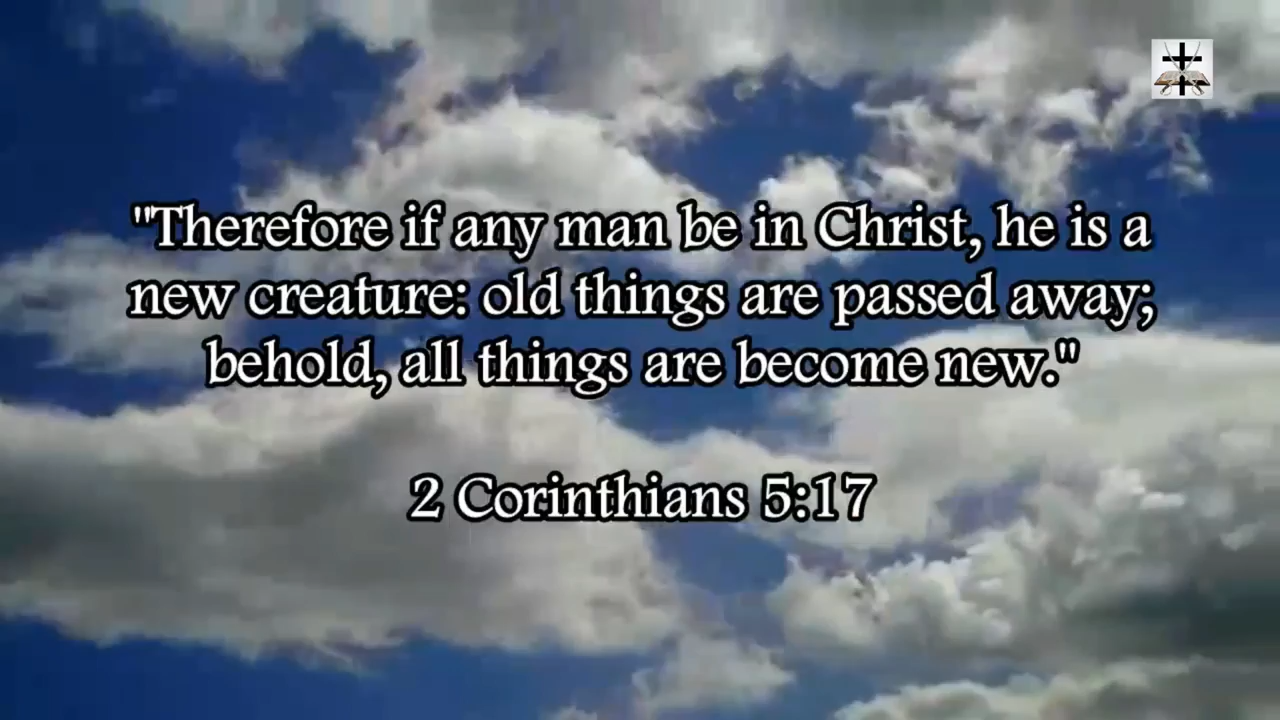 "Therefore if any man be in Christ, he is a
new creature: old things are passed away;
behold, all things are become new."
2 Corinthians 5:17